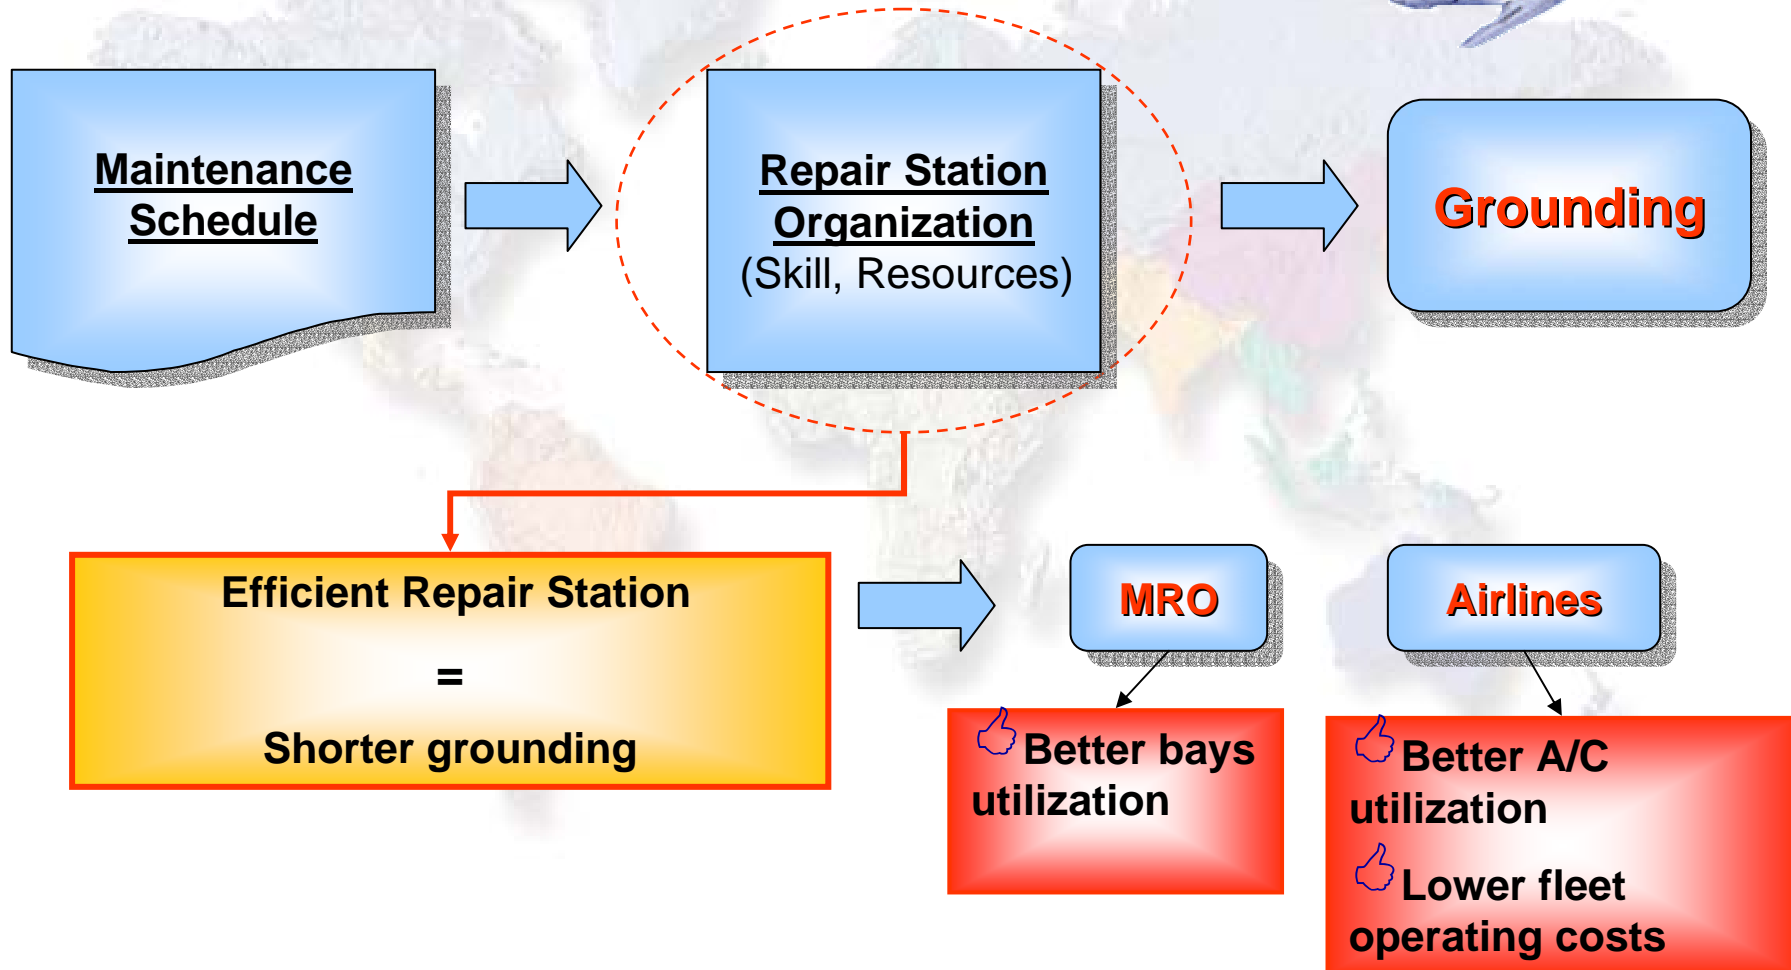 Maintenance
Schedule
Repair Station
Organization
(Skill, Resources)
Grounding
Efficient Repair Station
=
Shorter grounding
MRO
Airlines
Better bays
utilization
Better A/C
utilization
Lower fleet
operating costs